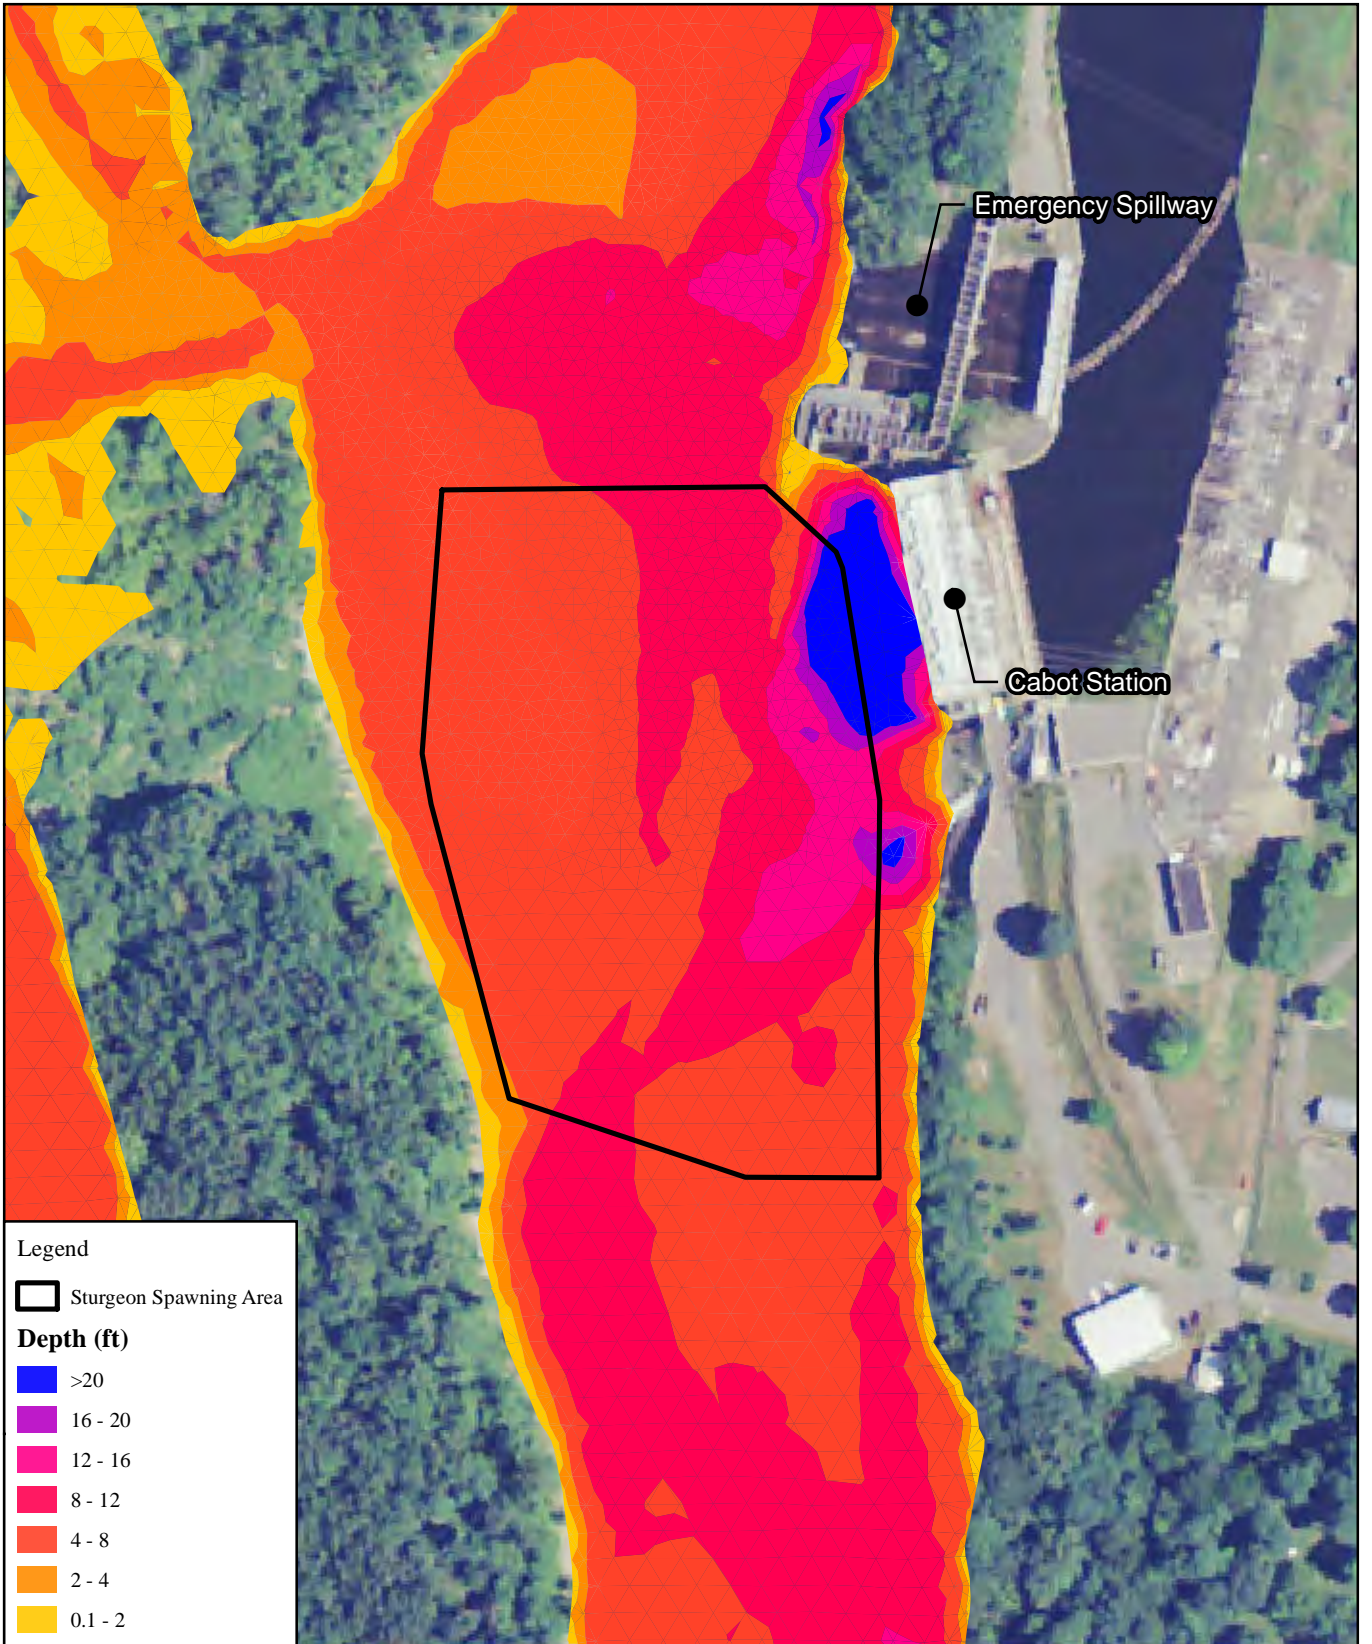 Emergency Spillway
Cabot Station
Legend
Sturgeon Spawning Area
Depth (ft)
>20
16 - 20
12 - 16
8 - 12
4 - 8
2 - 4
0.1 - 2